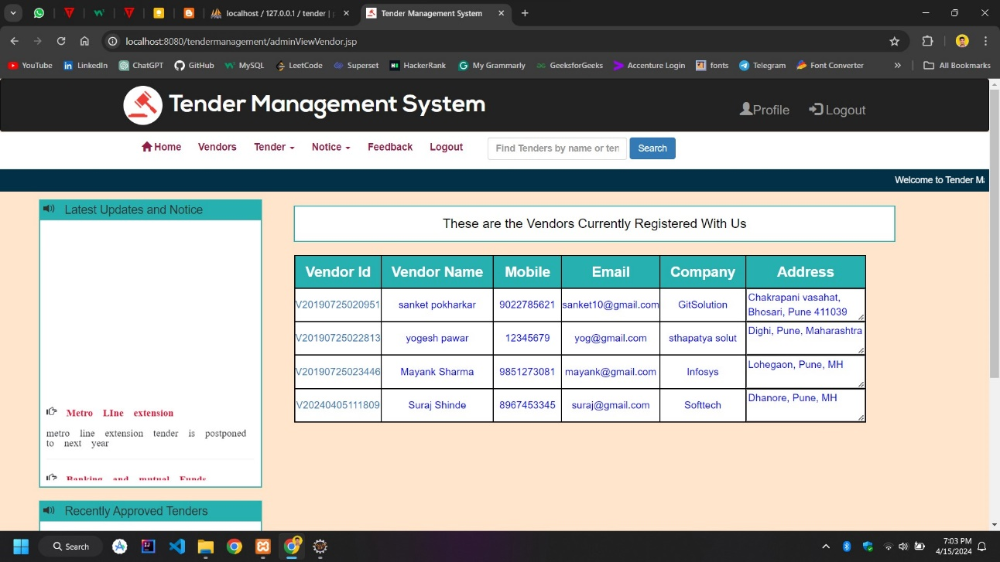 localhost / 127.0.0.1 / tender |
Tender Management System
localhost:8080/tendermanagement/adminViewVendor.jsp
YouTube LinkedIn ChatGPT GitHub MySQL LeetCode Superset HackerRank My Grammarly GeeksforGeeks Accenture Login fonts Telegram Font Converter » All Bookmarks
Tender Management System
Profile Logout
Home Vendors Tender Notice Feedback Logout Find Tenders by name or ten Search
Welcome to Tender Ma
Latest Updates and Notice
Metro LIne extension
metro line extension tender is postponed
to next year
Banking and mutual Funds
Recently Approved Tenders
These are the Vendors Currently Registered With Us
Vendor Id Vendor Name Mobile Email Company Address
V20190725020951 sanket pokharkar 9022785621 sanket10@gmail.com GitSolution Chakrapani vasahat,
Bhosari, Pune 411039
V20190725022813 yogesh pawar 12345679 yog@gmail.com sthapatya solut Dighi, Pune, Maharashtra
V20190725023446 Mayank Sharma 9851273081 mayank@gmail.com Infosys Lohegaon, Pune, MH
V20240405111809 Suraj Shinde 8967453345 suraj@gmail.com Softtech Dhanore, Pune, MH
Search
7:03 PM
4/15/2024